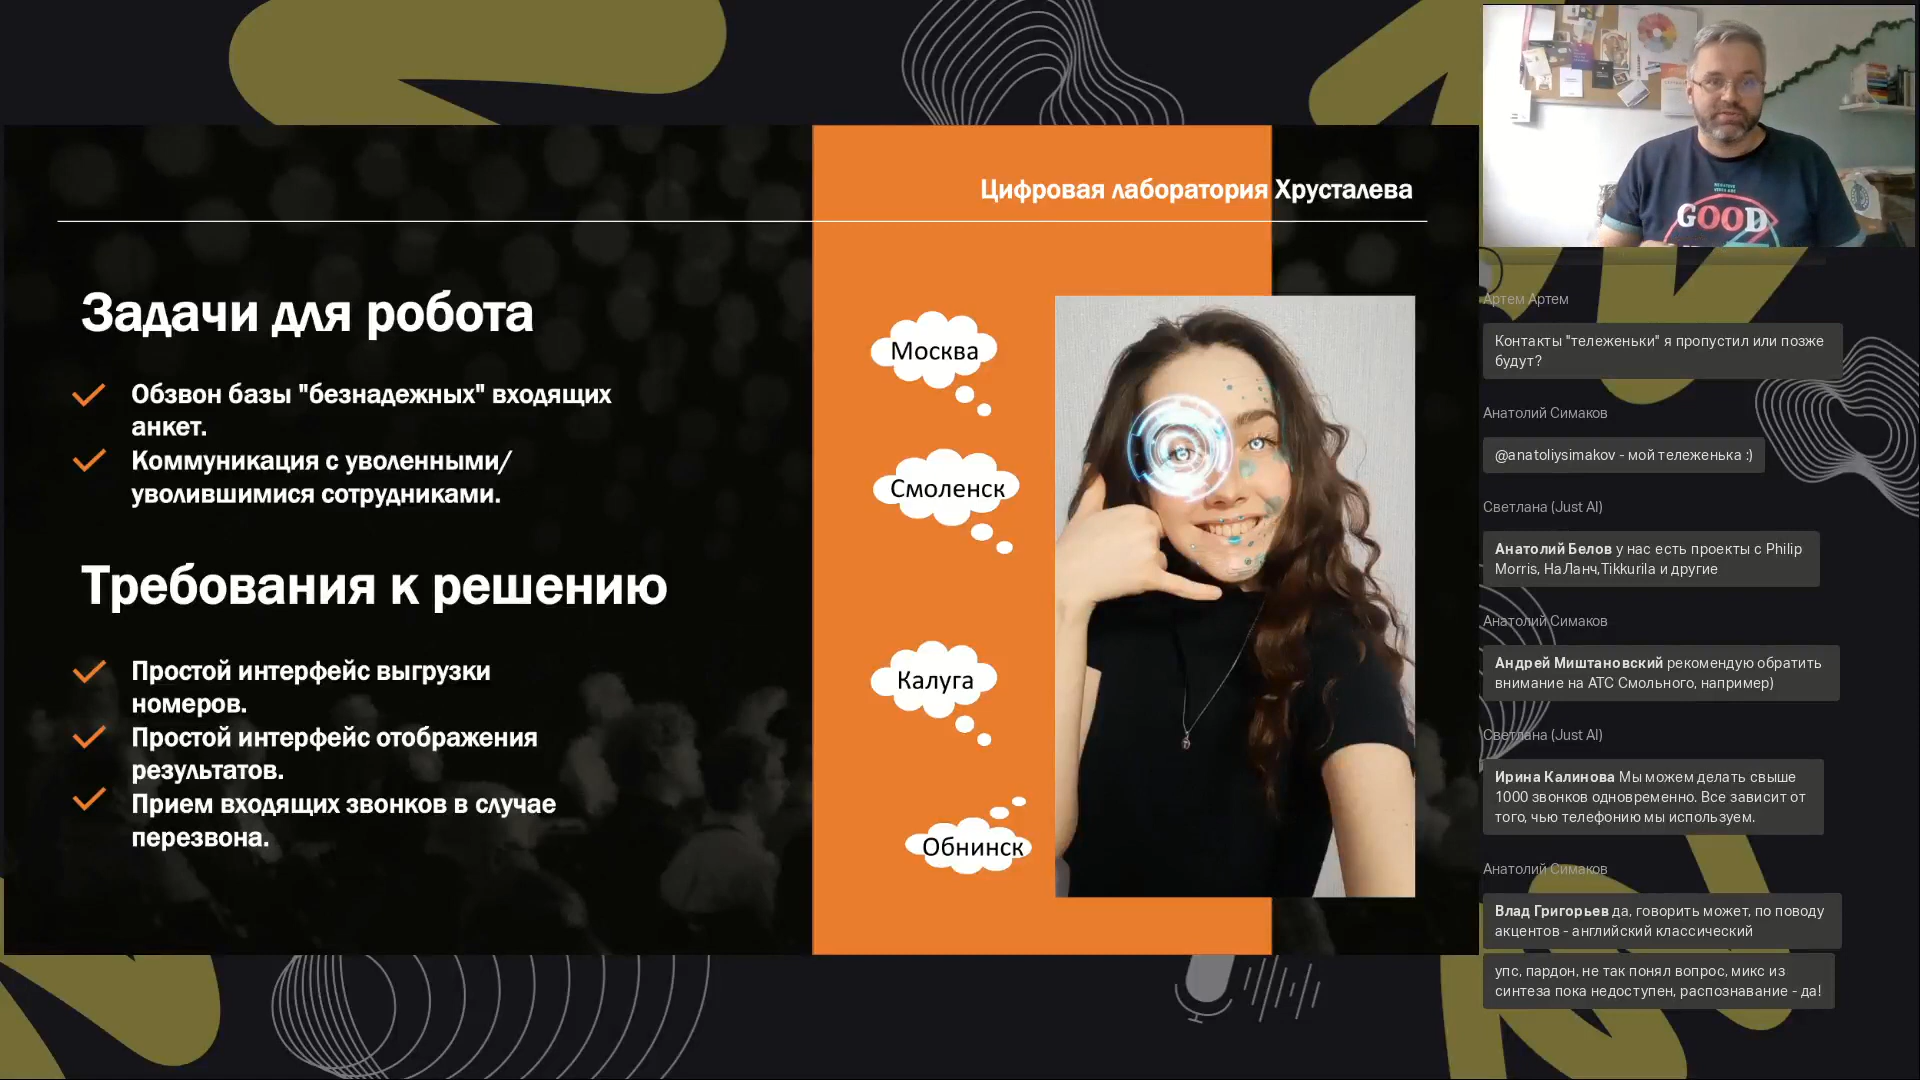 Цифровая лаборатория Хрусталева
Задачи для робота
Обзвон базы "безнадежных" входящих
анкет.
Коммуникация с уволенными/
уволившимися сотрудниками.
Требования к решению
Простой интерфейс выгрузки
номеров.
Простой интерфейс отображения
результатов.
Прием входящих звонков в случае
перезвона.
Москва
Смоленск
Калуга
Обнинск
GOOD
Артем Артем
Контакты "тележеньки" я пропустил или позже
будут?
Анатолий Симаков
@anatoliysimakov - мой тележенька :)
Светлана (Just AI)
Анатолий Белов у нас есть проекты с Philip
Morris, НаЛанч,Tikkurila и другие
Анатолий Симаков
Андрей Миштановский рекомендую обратить
внимание на АТС Смольного, например)
Светлана (Just AI)
Ирина Калинова Мы можем делать свыше
1000 звонков одновременно. Все зависит от
того, чью телефонию мы используем.
Анатолий Симаков
Влад Григорьев да, говорить может, по поводу
акцентов - английский классический
упс, пардон, не так понял вопрос, микс из
синтеза пока недоступен, распознавание - да!